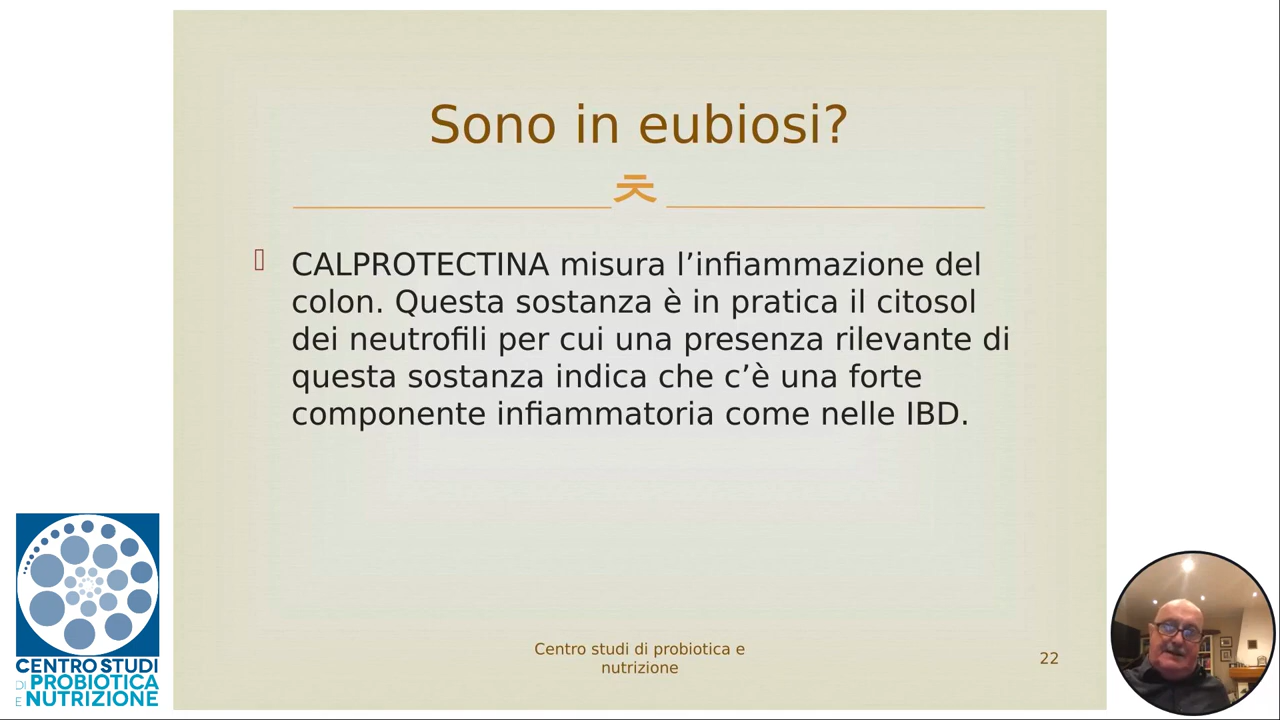 Sono in eubiosi?
CALPROTECTINA misura l’infiammazione del
colon. Questa sostanza è in pratica il citosol
dei neutrofili per cui una presenza rilevante di
questa sostanza indica che c’è una forte
componente infiammatoria come nelle IBD.
Centro studi di probiotica e
nutrizione
22
CENTRO STUDI
DI PROBIOTICA
E NUTRIZIONE